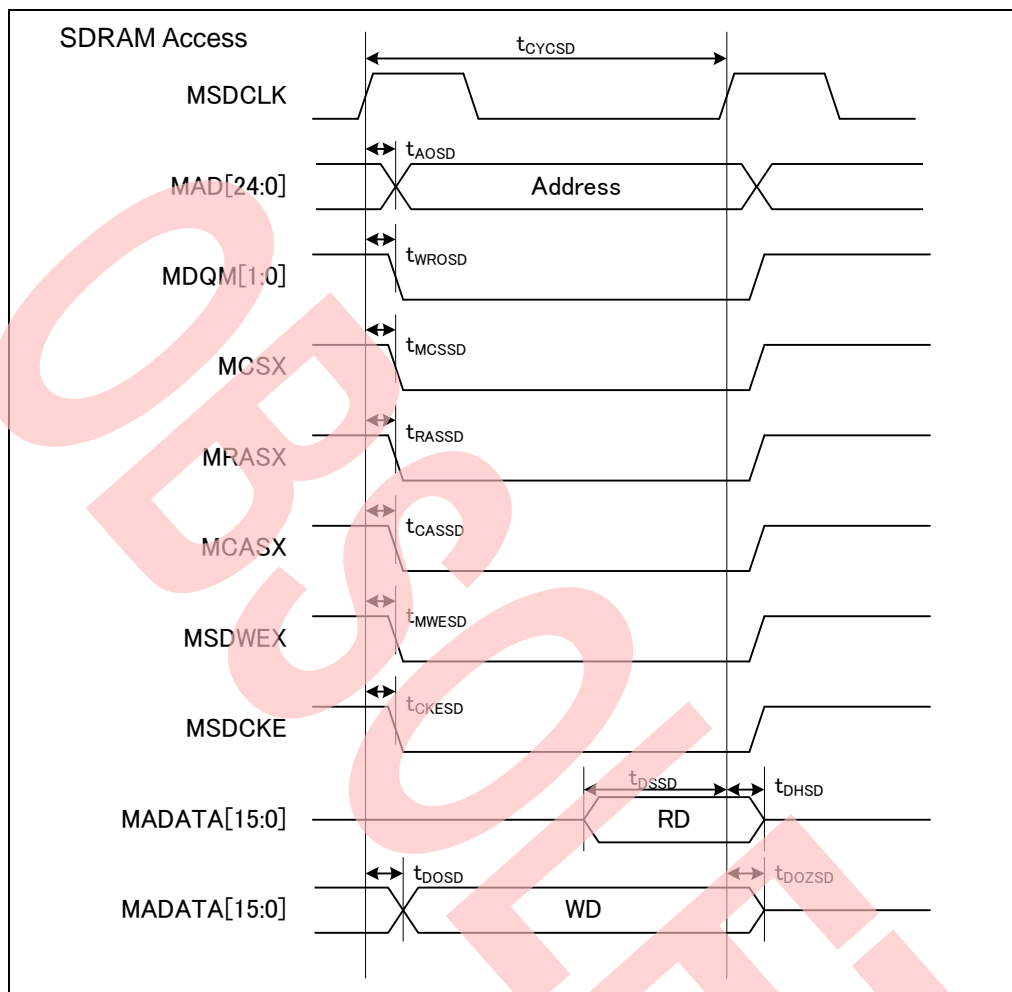 SDRAM Access
tCYCSD
MSDCLK
tAOSD
MAD[24:0]
Address
tWROSD
MDQM[1:0]
tMCSSD
MCSX
tRASSD
MRASX
tCASSD
MCASX
tMWESD
MSDWEX
tCKESD
MSDCKE
tDSSD
tDHSD
MADATA[15:0]
RD
tDOSD
tDOZSD
MADATA[15:0]
WD
OBSOLET